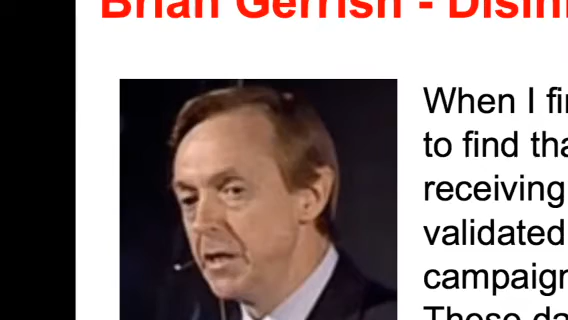 Brian Gerrish -
When I
to find
receiving
validated
campaign
Those